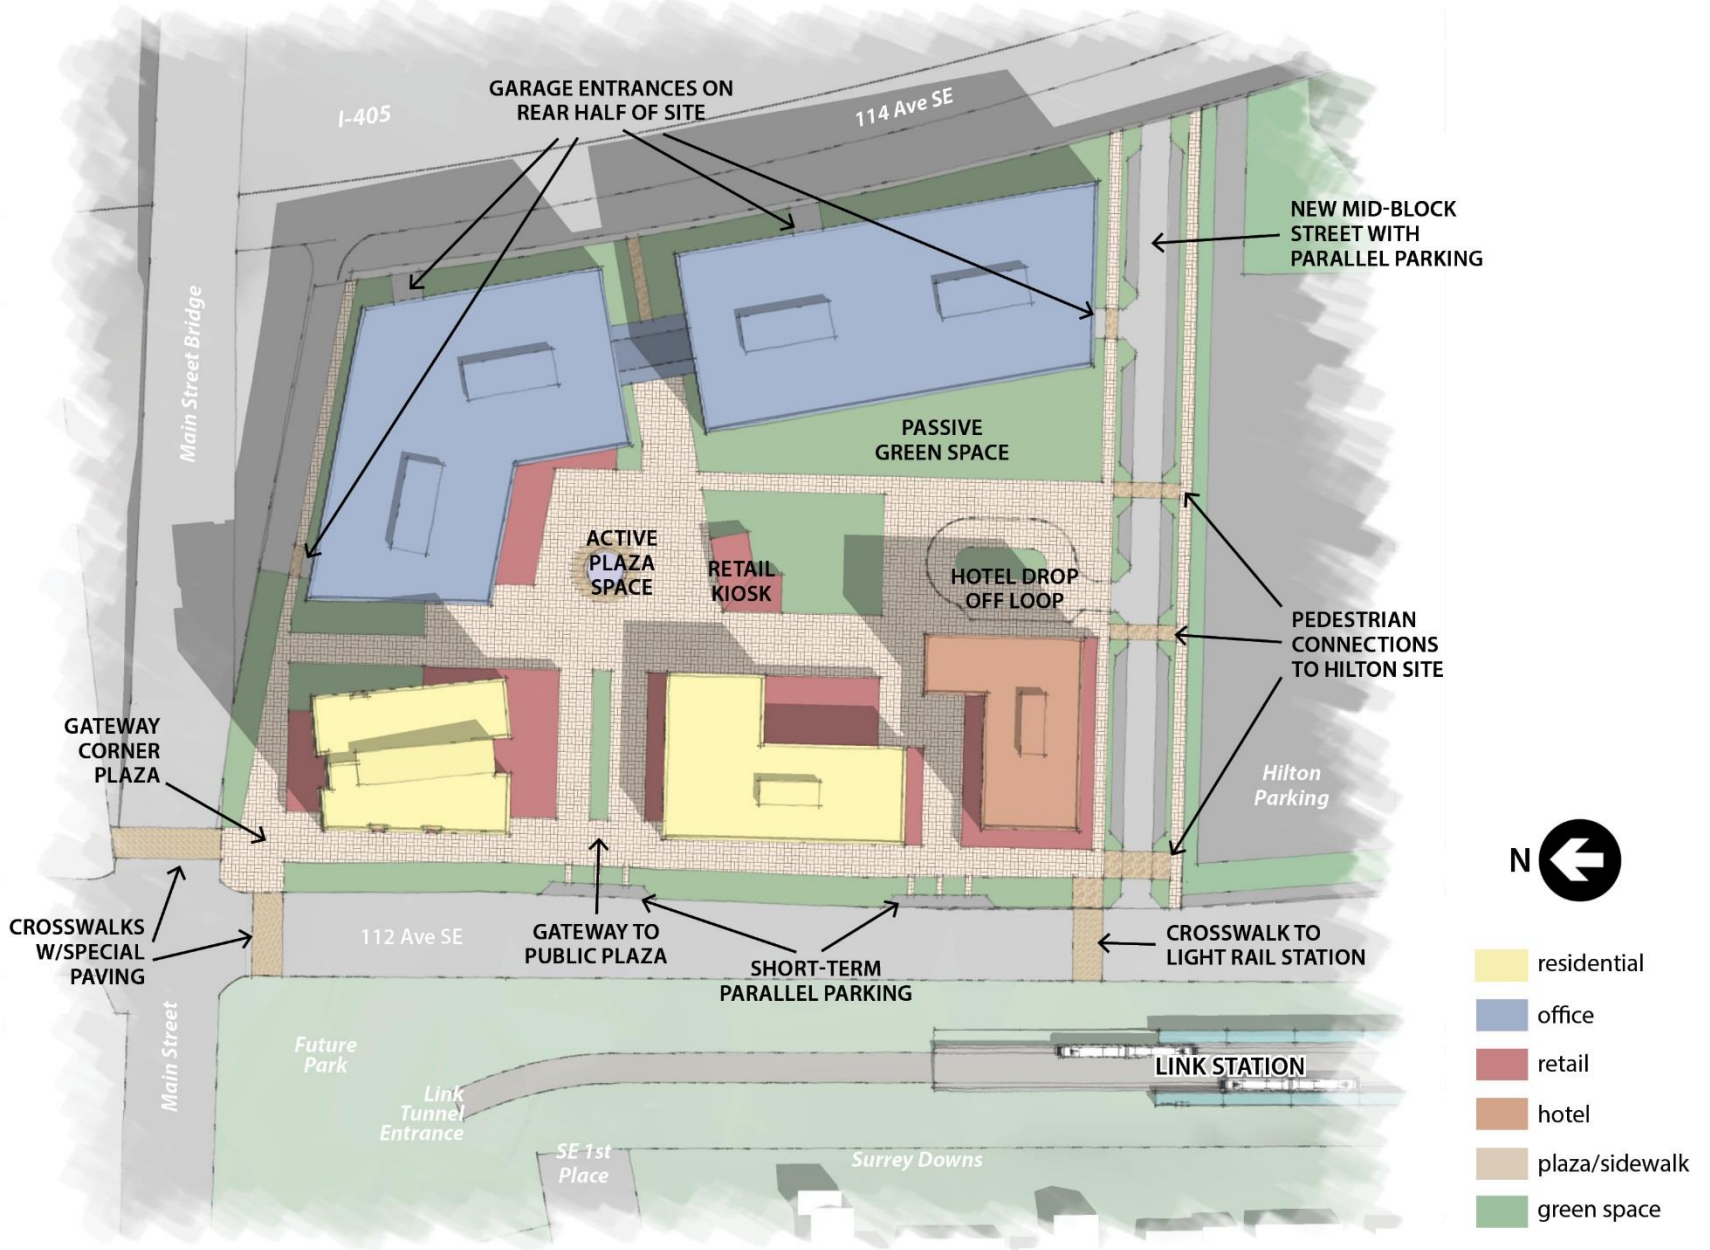 GARAGE ENTRANCES ON
REAR HALF OF SITE
I-405
114 Ave SE
NEW MID-BLOCK
STREET WITH
PARALLEL PARKING
Main Street Bridge
PASSIVE
GREEN SPACE
ACTIVE
PLAZA
SPACE
RETAIL
KIOSK
HOTEL DROP
OFF LOOP
PEDESTRIAN
CONNECTIONS
TO HILTON SITE
GATEWAY
CORNER
PLAZA
Hilton
Parking
N
CROSSWALKS
W/SPECIAL
PAVING
112 Ave SE
GATEWAY TO
PUBLIC PLAZA
SHORT-TERM
PARALLEL PARKING
CROSSWALK TO
LIGHT RAIL STATION
residential
office
retail
hotel
plaza/sidewalk
green space
Main Street
Future
Park
Link
Tunnel
Entrance
LINK STATION
SE 1st
Place
Surrey Downs